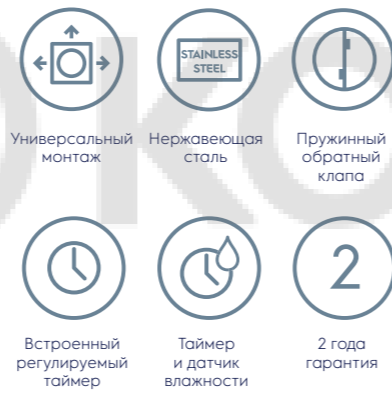 STAINLESS
STEEL
Универсальный
монтаж
Нержавеющая
сталь
Пружинный
обратный
клапа
2
Встроенный
регулируемый
таймер
Таймер
и датчик
влажности
2 года
гарантия